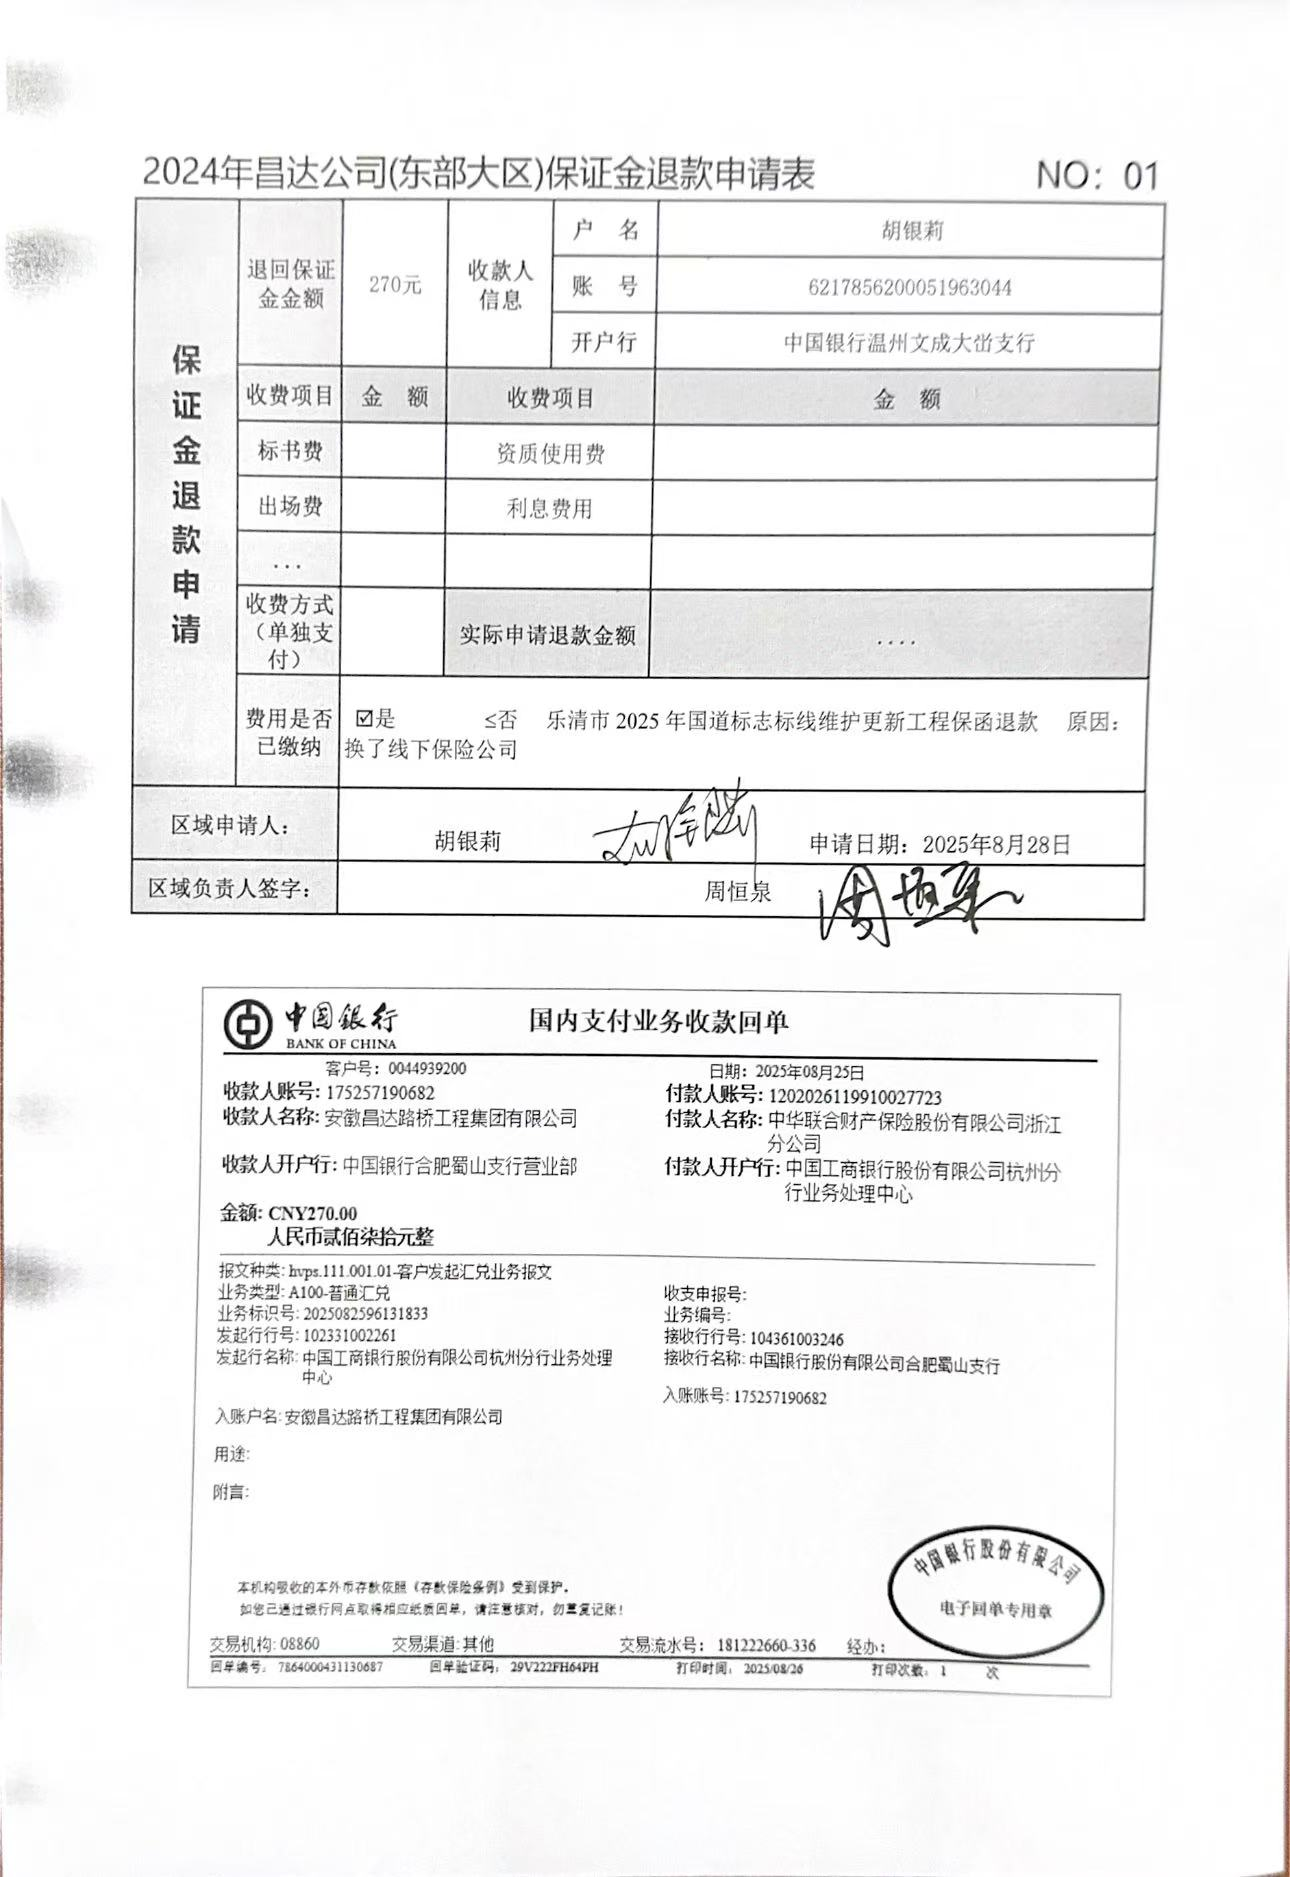 2024年昌达公司(东部大区)保证金退款申请表 NO：01
保证金退款申请
退回保证金金额 270元 收款人信息 户 名 胡银莉
账 号 6217856200051963044
开户行 中国银行温州文成大峃支行
收费项目 金 额 收费项目 金 额
标书费 资质使用费
出场费 利息费用
...
收费方式（单独支付） 实际申请退款金额 ....
费用是否已缴纳 ☑是 ≤否 乐清市 2025 年国道标志标线维护更新工程保函退款 原因：
换了线下保险公司
区域申请人： 胡银莉 胡银莉 申请日期：2025年8月28日
区域负责人签字： 周恒泉 周恒泉
中国银行 国内支付业务收款回单
BANK OF CHINA
客户号：0044939200 日期：2025年08月25日
收款人账号：175257190682 付款人账号：1202026119910027723
收款人名称：安徽昌达路桥工程集团有限公司 付款人名称：中华联合财产保险股份有限公司浙江
分公司
收款人开户行：中国银行合肥蜀山支行营业部 付款人开户行：中国工商银行股份有限公司杭州分
行业务处理中心
金额：CNY270.00
人民币贰佰柒拾元整
报文种类：hvps.111.001.01-客户发起汇兑业务报文
业务类型：A100-普通汇兑 收支申报号：
业务标识号：2025082596131833 业务编号：
发起行行号：102331002261 接收行行号：104361003246
发起行名称：中国工商银行股份有限公司杭州分行业务处理 接收行名称：中国银行股份有限公司合肥蜀山支行
中心
入账账号：175257190682
入账户名：安徽昌达路桥工程集团有限公司
用途：
附言：
中国银行股份有限公司
电子回单专用章
本机构吸收的本外币存款依照《存款保险条例》受到保护。
如您已通过银行网点取得相应纸质回单，请注意核对，勿重复记账！
交易机构：08860 交易渠道：其他 交易流水号：181222660-336 经办：
回单编号：7864000431130687 回单验证码：29V222FH64PH 打印时间：2025/08/26 打印次数：1 次